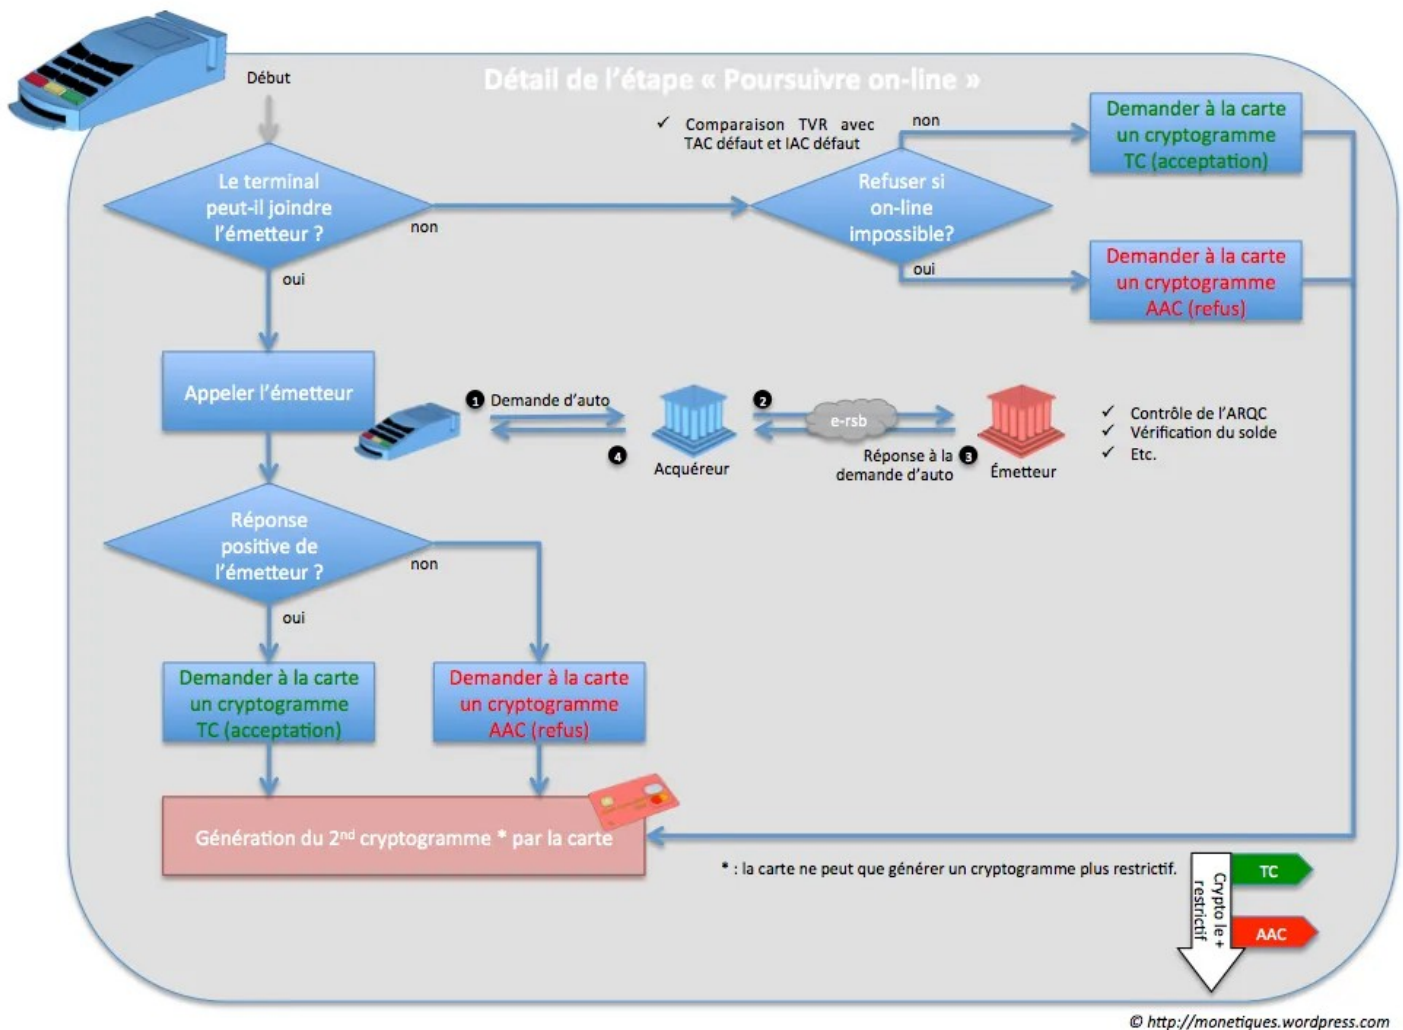 Détail de l'étape « Poursuivre on-line »
Début
Le terminal
peut-il joindre
l'émetteur ?
non
oui
✓ Comparaison TVR avec
TAC défaut et IAC défaut
Refuser si
on-line
impossible?
non
oui
Demander à la carte
un cryptogramme
TC (acceptation)
Demander à la carte
un cryptogramme
AAC (refus)
Appeler l'émetteur
1 Demande d'auto
4
Acquéreur
2
e-rsb
Réponse à la 3
demande d'auto
Émetteur
✓ Contrôle de l'ARQC
✓ Vérification du solde
✓ Etc.
Réponse
positive de
l'émetteur ?
non
oui
Demander à la carte
un cryptogramme
TC (acceptation)
Demander à la carte
un cryptogramme
AAC (refus)
Génération du 2nd cryptogramme * par la carte
* : la carte ne peut que générer un cryptogramme plus restrictif.
Crypto le +
restrictif
TC
AAC
© http://monetiques.wordpress.com